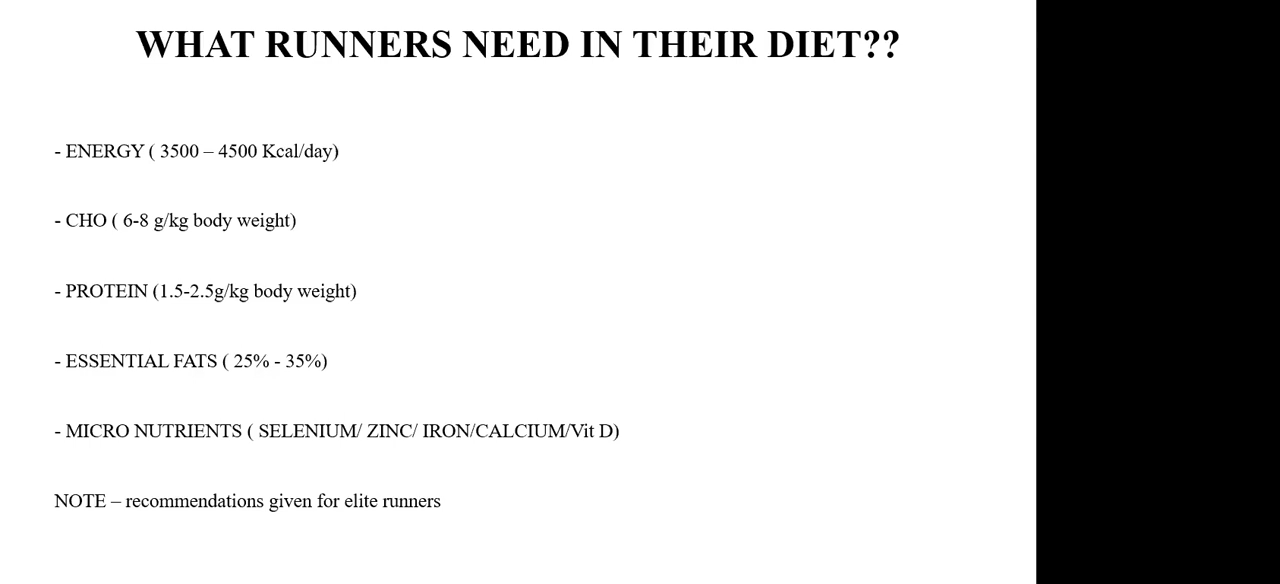 WHAT RUNNERS NEED IN THEIR DIET??
- ENERGY ( 3500 – 4500 Kcal/day)
- CHO ( 6-8 g/kg body weight)
- PROTEIN (1.5-2.5g/kg body weight)
- ESSENTIAL FATS ( 25% - 35%)
- MICRO NUTRIENTS ( SELENIUM/ ZINC/ IRON/CALCIUM/Vit D)
NOTE – recommendations given for elite runners